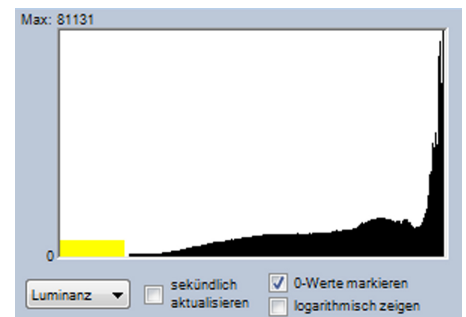 Max: 81131
0
Luminanz
sekündlich
aktualisieren
0-Werte markieren
logarithmisch zeigen